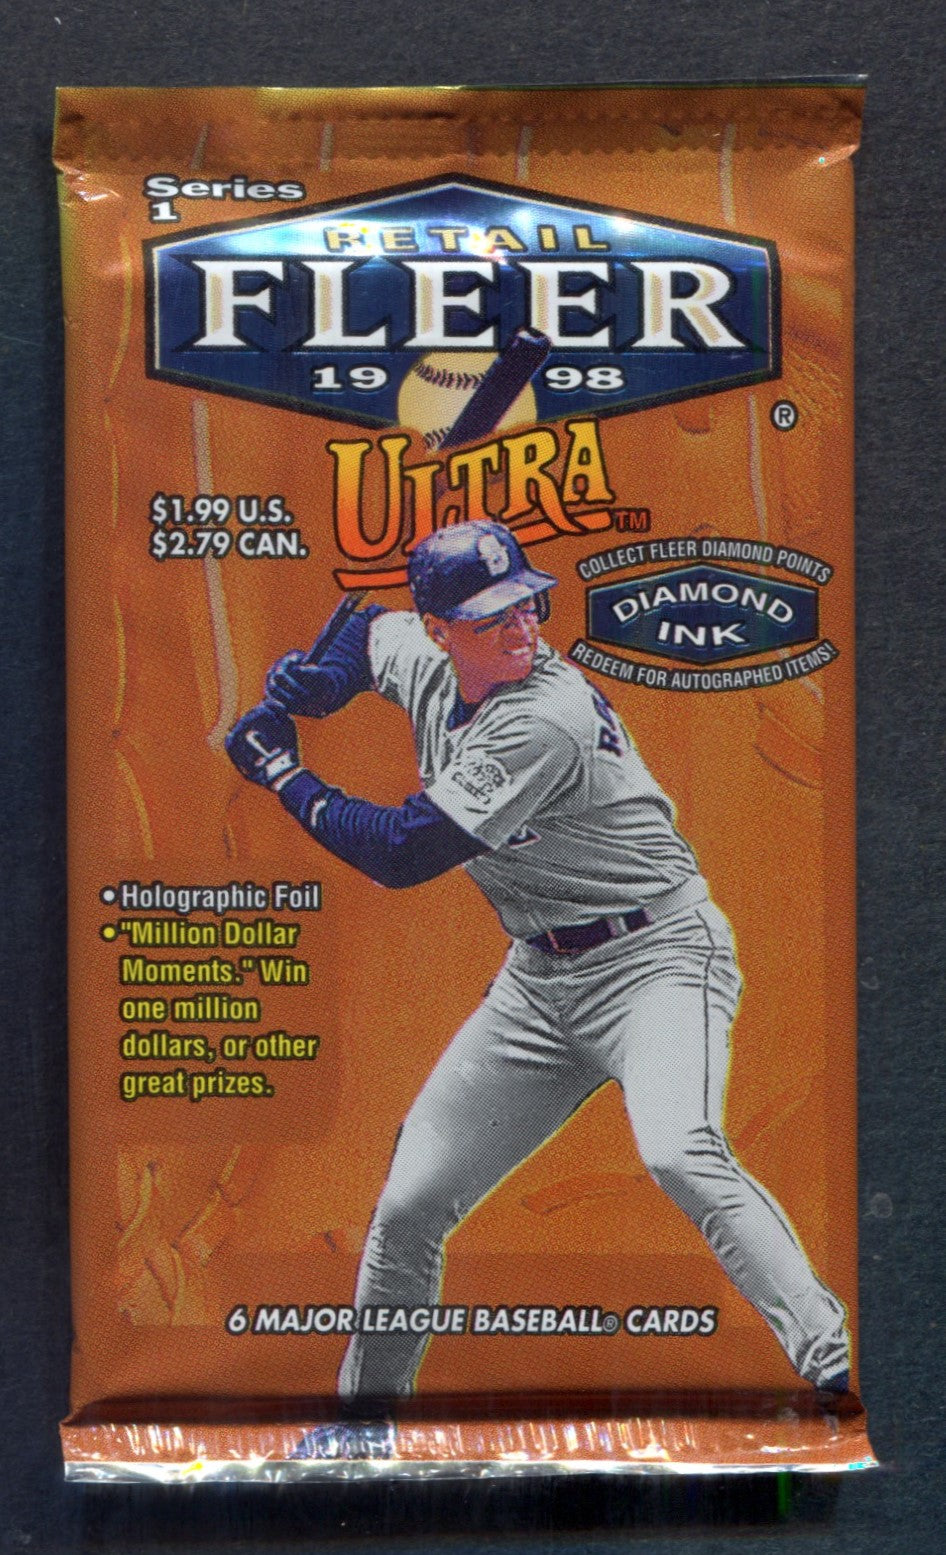 Series
1
RETAIL
FLEER
19 98
®
ULTRA™
$1.99 U.S.
$2.79 CAN.
COLLECT FLEER DIAMOND POINTS
DIAMOND
INK
REDEEM FOR AUTOGRAPHED ITEMS!
• Holographic Foil
• "Million Dollar
Moments." Win
one million
dollars, or other
great prizes.
6 MAJOR LEAGUE BASEBALL® CARDS